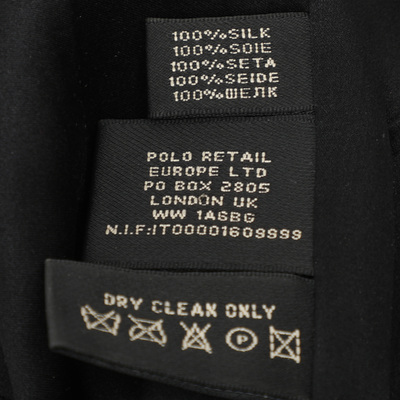 100%SILK
100%SOIE
100%SETA
100%SEIDE
100%ШЕЛК
POLO RETAIL
EUROPE LTD
PO BOX 2805
LONDON UK
WW 1A6BG
N.I.F:IT00001609999
DRY CLEAN ONLY
P